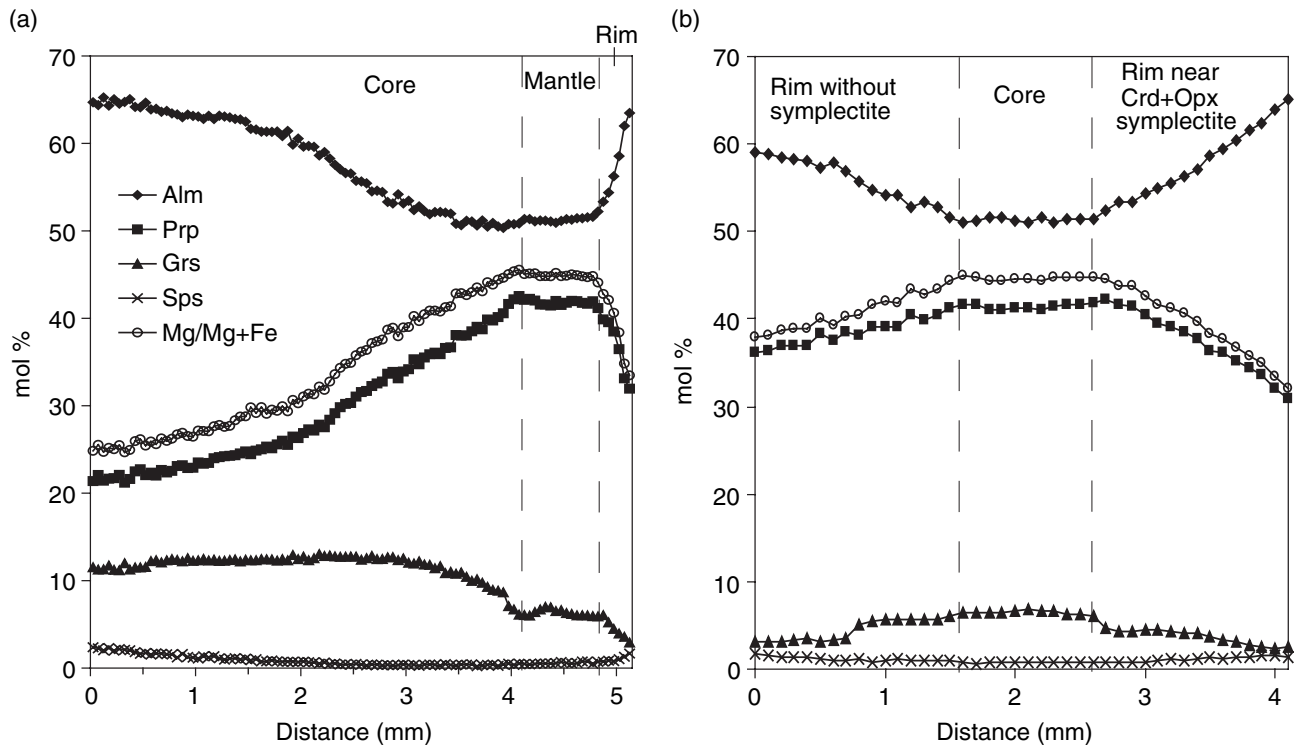 (a)
Rim
Core
Mantle
70
60
50
40
30
20
10
0
mol %
Alm
Prp
Grs
Sps
Mg/Mg+Fe
0 1 2 3 4 5
Distance (mm)
(b)
Rim without
symplectite
Core
Rim near
Crd+Opx
symplectite
70
60
50
40
30
20
10
0
mol %
0 1 2 3 4
Distance (mm)